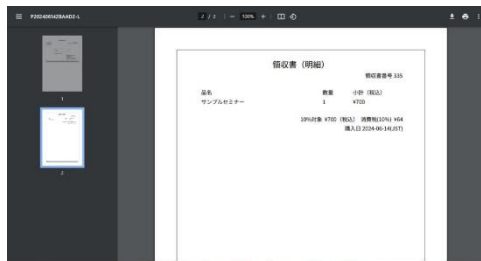 P202406142BAAD2-L
2 / 2
100%
領収書（明細）
領収書番号 335
品名 数量 小計（税込）
サンプルセミナー 1 ¥700
10%対象 ¥700（税込） 消費税(10%) ¥64
購入日 2024-06-14(JST)
1
2